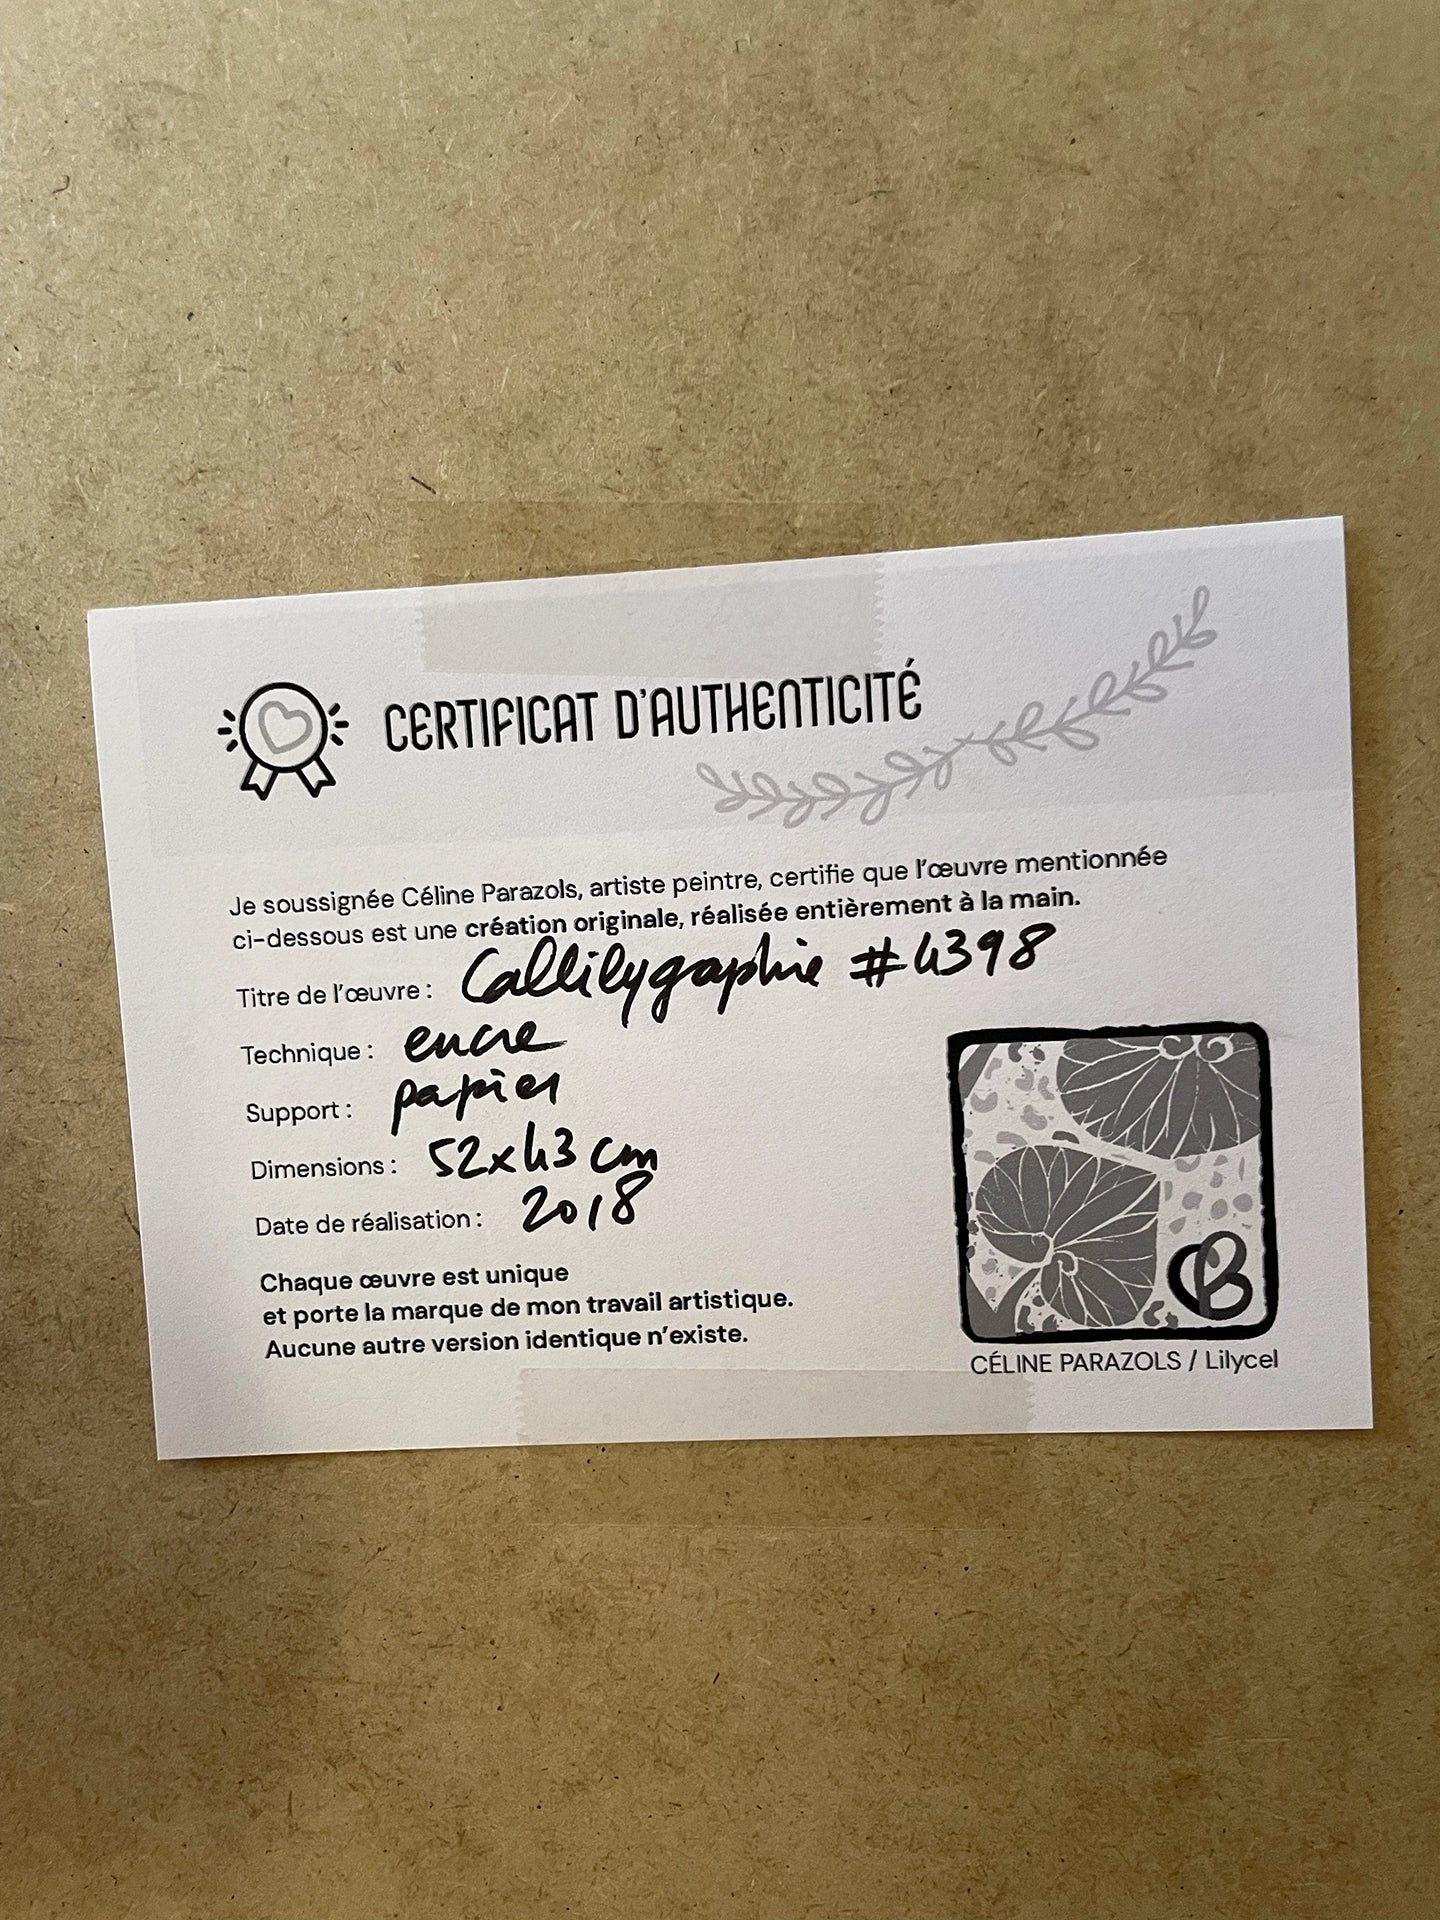 CERTIFICAT D'AUTHENTICITÉ
Je soussignée Céline Parazols, artiste peintre, certifie que l'œuvre mentionnée
ci-dessous est une création originale, réalisée entièrement à la main.
Titre de l'œuvre : Callilygraphie #4398
Technique : encre
Support : papier
Dimensions : 52x43 cm
Date de réalisation : 2018
Chaque œuvre est unique
et porte la marque de mon travail artistique.
Aucune autre version identique n'existe.
CÉLINE PARAZOLS / Lilycel